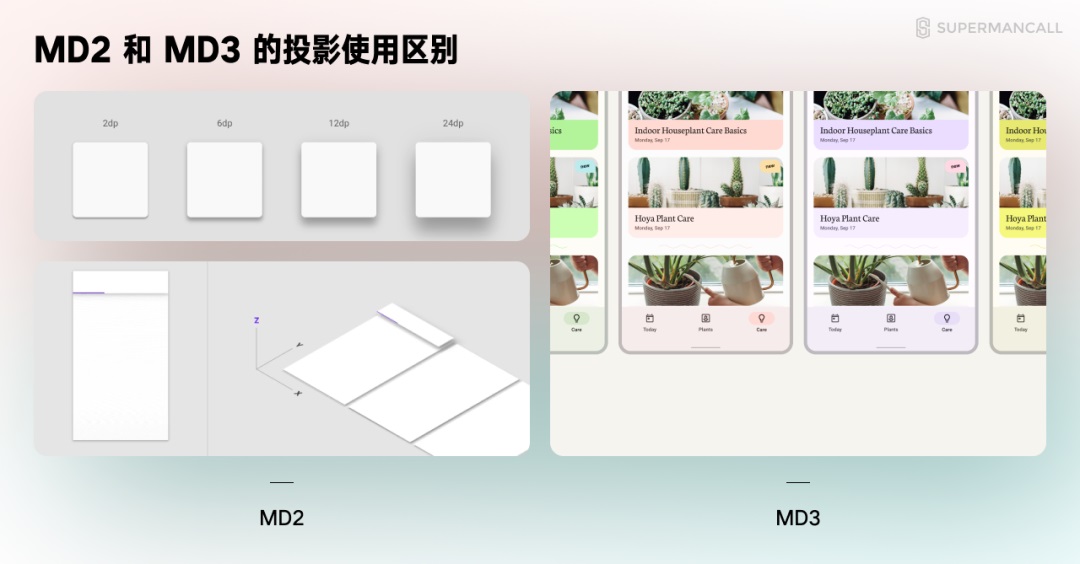 MD2 和 MD3 的投影使用区别
SUPERMANCALL
2dp
6dp
12dp
24dp
Z
Y
X
sics
new
Care
Indoor Houseplant Care Basics
Monday, Sep 17
new
Hoya Plant Care
Monday, Sep 17
Today
Plants
Care
Indoor Houseplant Care Basics
Monday, Sep 17
new
Hoya Plant Care
Monday, Sep 17
Today
Plants
Care
Indoor Hou
Monday, Sep 17
Hoya Plant
Monday, Sep 17
Today
MD2
MD3